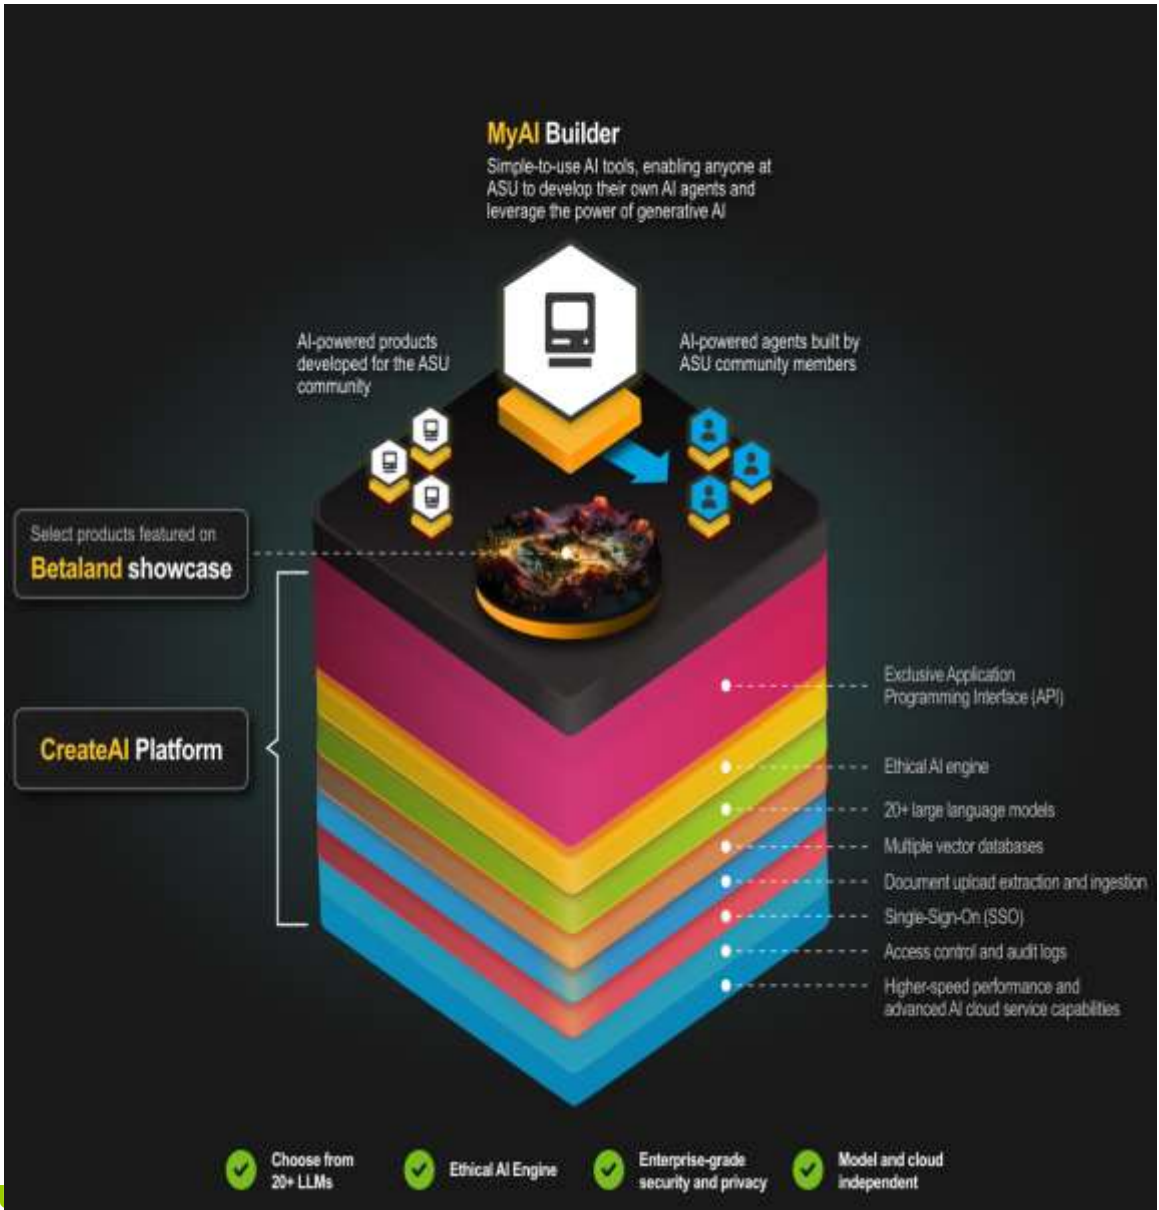 MyAI Builder
Simple-to-use AI tools, enabling anyone at
ASU to develop their own AI agents and
leverage the power of generative AI
AI-powered products
developed for the ASU
community
AI-powered agents built by
ASU community members
Select products featured on
Betaland showcase
CreateAI Platform
Exclusive Application
Programming Interface (API)
Ethical AI engine
20+ large language models
Multiple vector databases
Document upload extraction and ingestion
Single-Sign-On (SSO)
Access control and audit logs
Higher-speed performance and
advanced AI cloud service capabilities
Choose from
20+ LLMs
Ethical AI Engine
Enterprise-grade
security and privacy
Model and cloud
independent